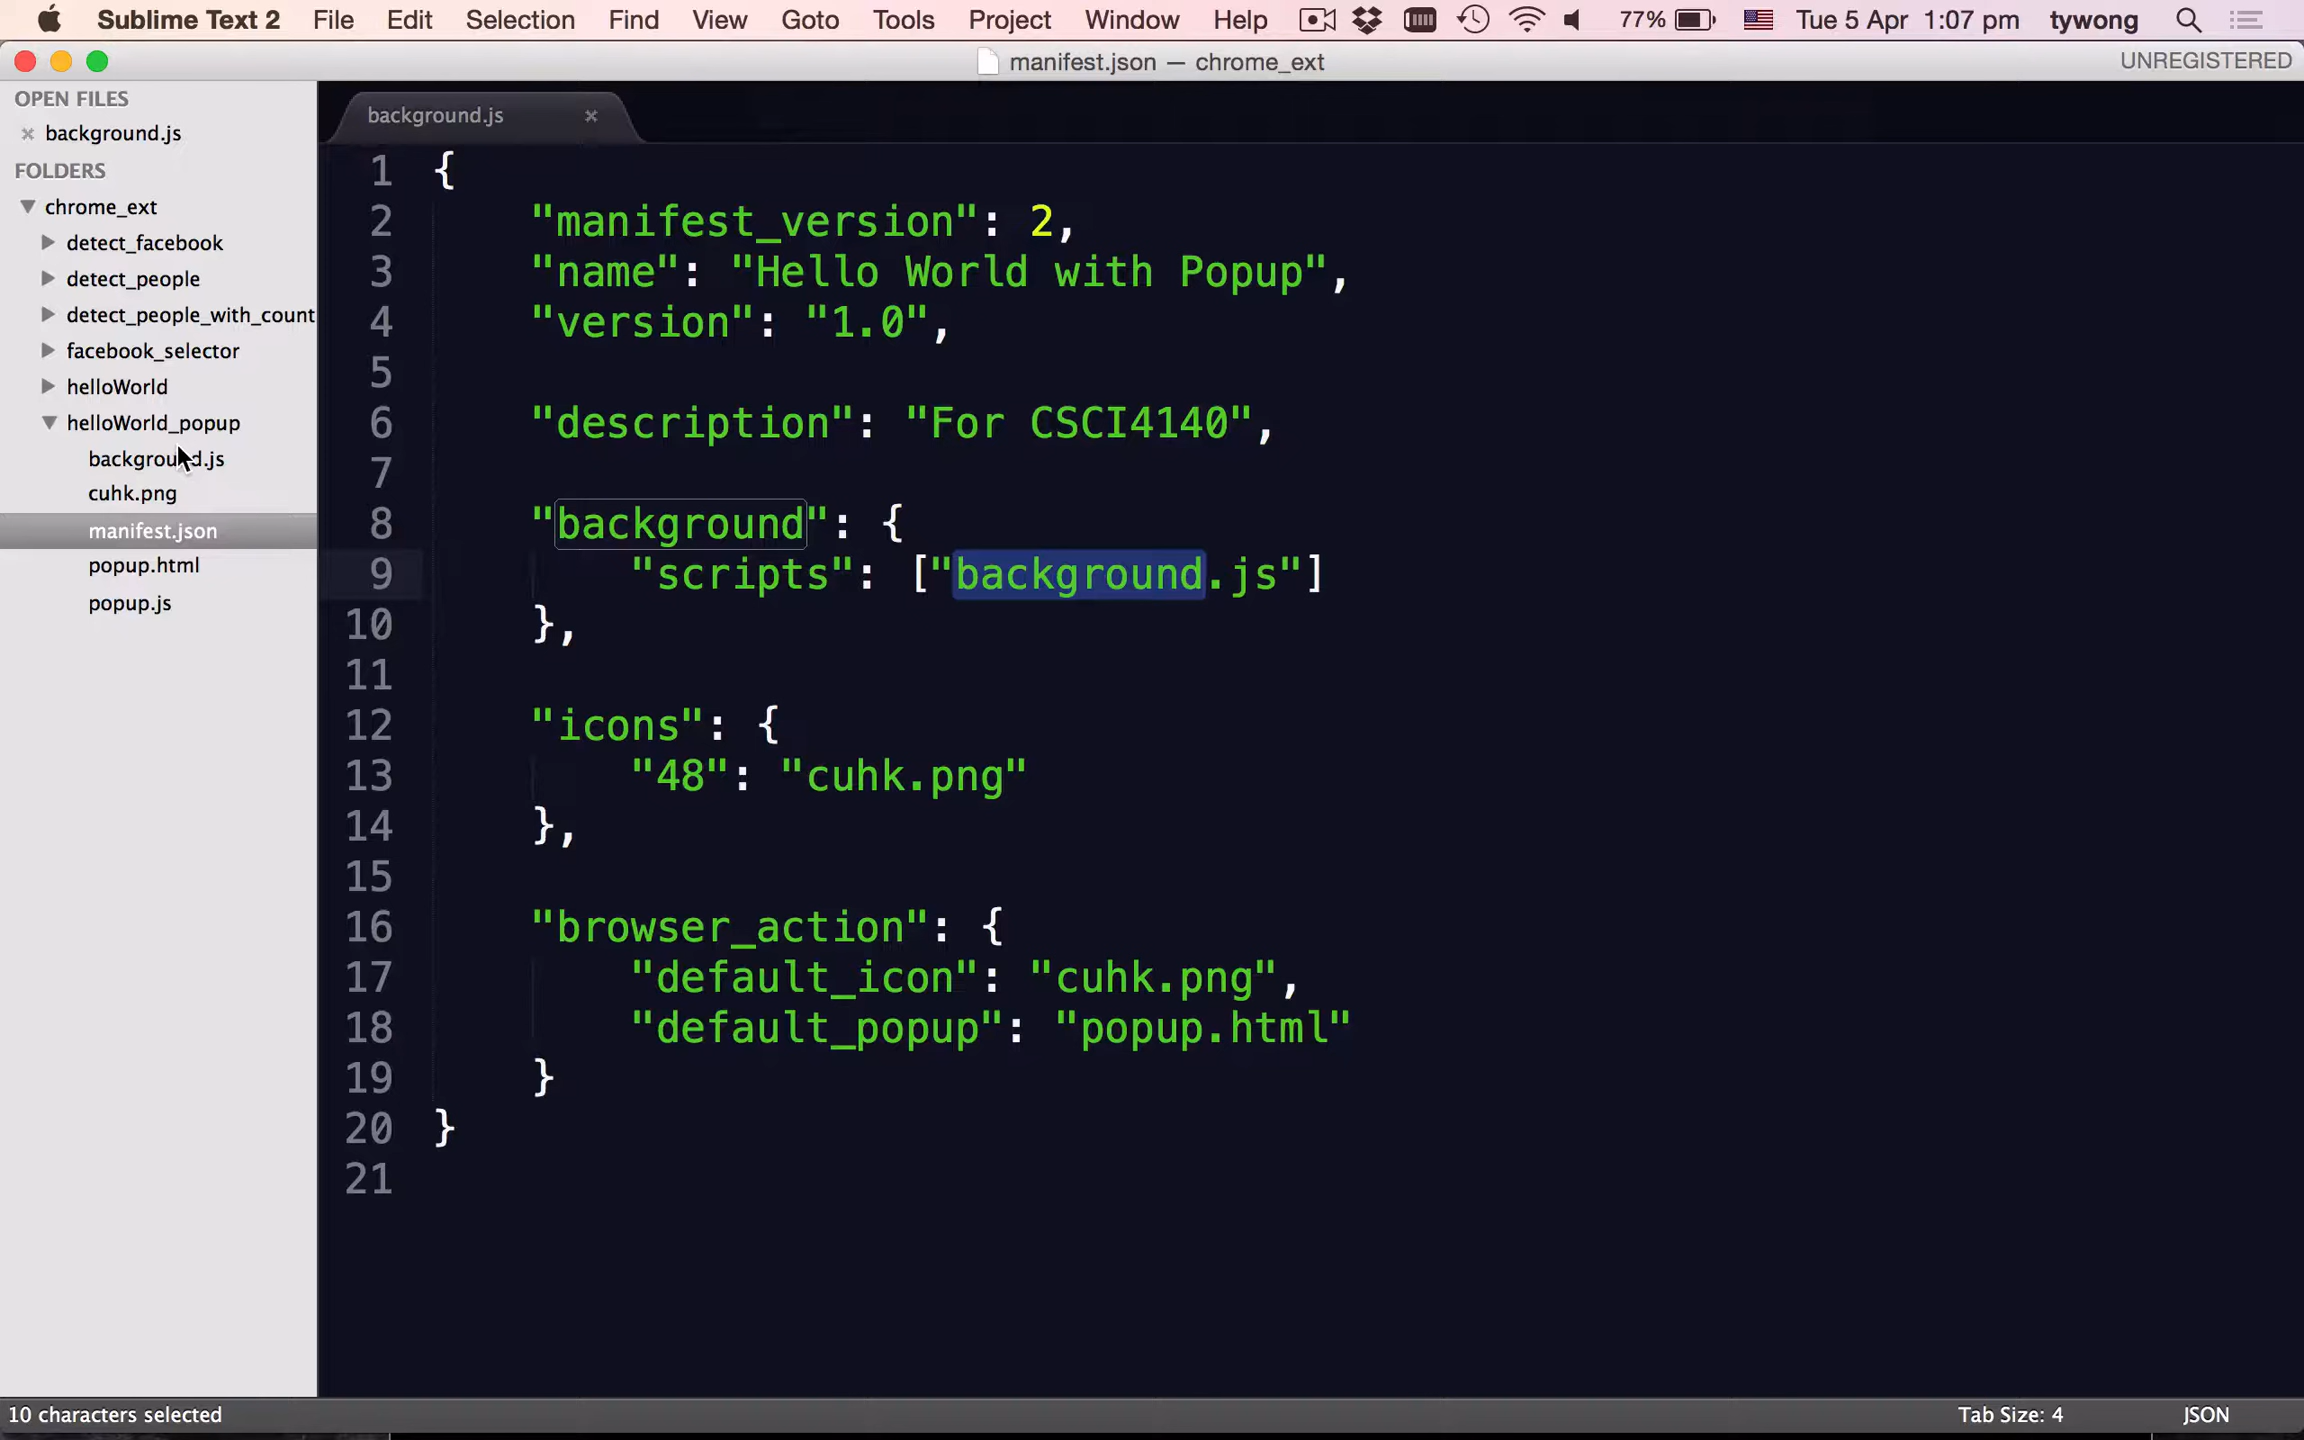 Sublime Text 2 File Edit Selection Find View Goto Tools Project Window Help 77% Tue 5 Apr 1:07 pm tywong
manifest.json — chrome_ext
UNREGISTERED
OPEN FILES
background.js
FOLDERS
chrome_ext
detect_facebook
detect_people
detect_people_with_count
facebook_selector
helloWorld
helloWorld_popup
background.js
cuhk.png
manifest.json
popup.html
popup.js
background.js
1 {
2 "manifest_version": 2,
3 "name": "Hello World with Popup",
4 "version": "1.0",
5
6 "description": "For CSCI4140",
7
8 "background": {
9 "scripts": ["background.js"]
10 },
11
12 "icons": {
13 "48": "cuhk.png"
14 },
15
16 "browser_action": {
17 "default_icon": "cuhk.png",
18 "default_popup": "popup.html"
19 }
20 }
21
10 characters selected
Tab Size: 4
JSON